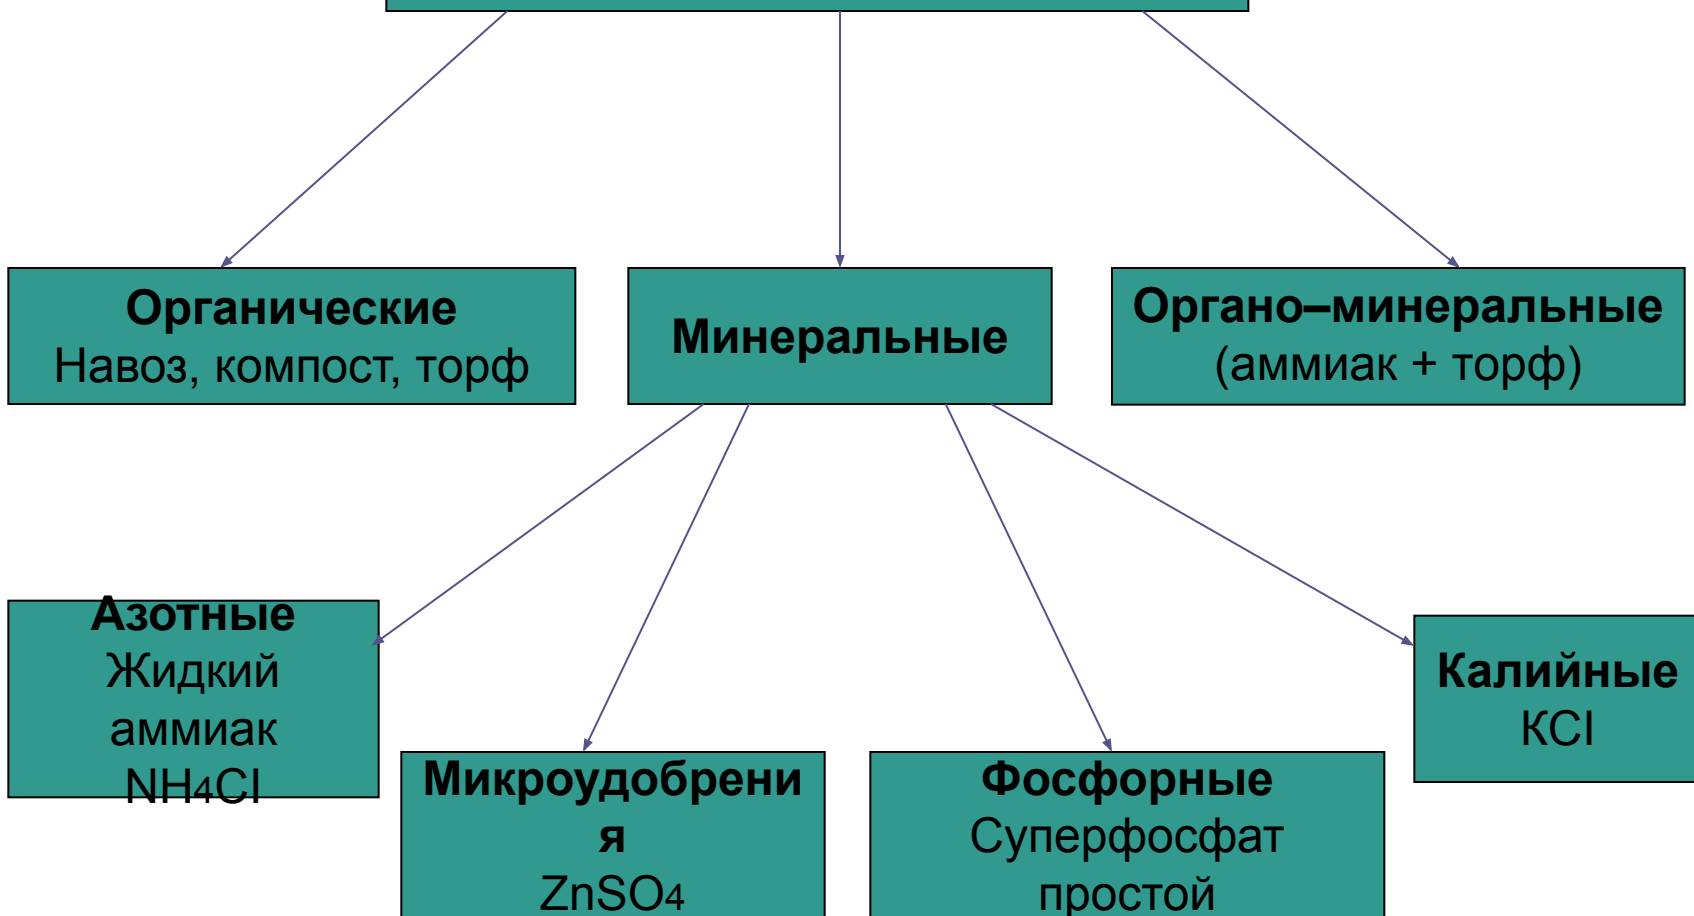 Органические
Навоз, компост, торф
Минеральные
Органо–минеральные
(аммиак + торф)
Азотные
Жидкий
аммиак
NH4Cl
Микроудобрени
я
ZnSO4
Фосфорные
Суперфосфат
простой
Калийные
KCl